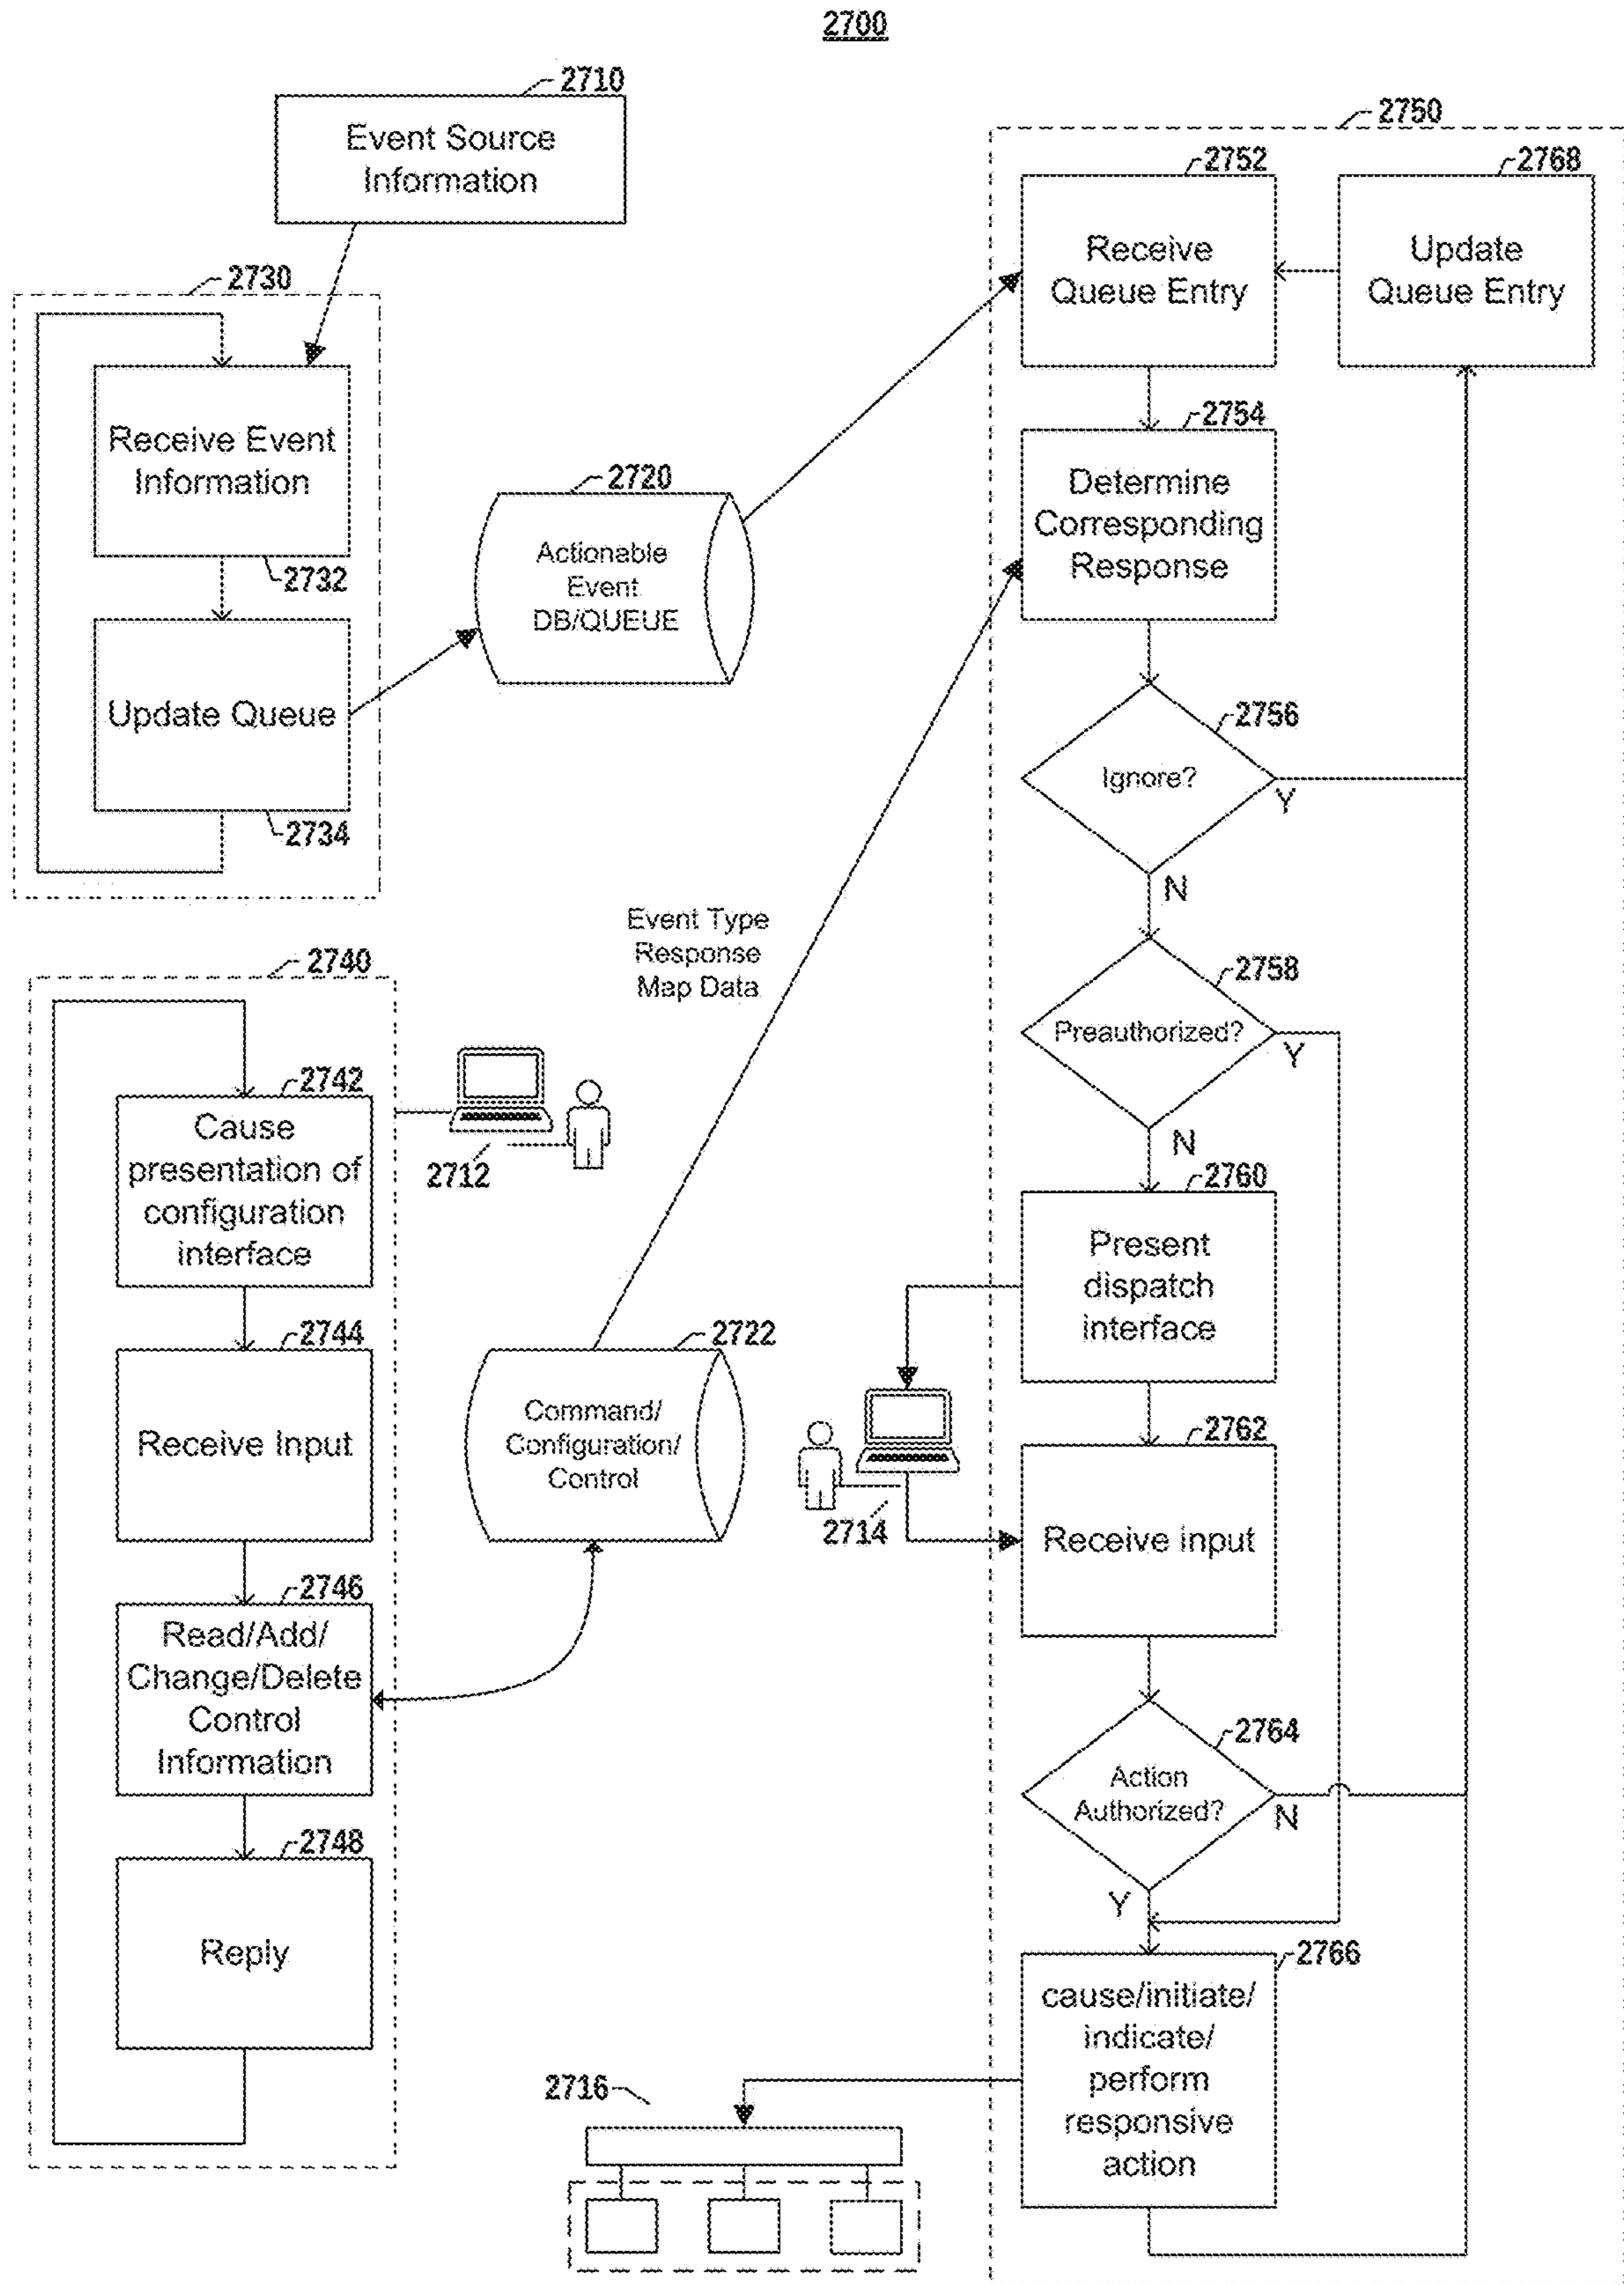 2700
2710
Event Source
Information
2730
Receive Event
Information
2732
Update Queue
2734
2720
Actionable
Event
DB/QUEUE
2740
2742
Cause
presentation of
configuration
interface
2744
Receive Input
2746
Read/Add/
Change/Delete
Control
Information
2748
Reply
2712
Event Type
Response
Map Data
2722
Command/
Configuration/
Control
2714
2716
2750
2752
Receive
Queue Entry
2768
Update
Queue Entry
2754
Determine
Corresponding
Response
2756
Ignore?
Y
N
2758
Preauthorized?
Y
N
2760
Present
dispatch
interface
2762
Receive input
2764
Action
Authorized?
N
Y
2766
cause/initiate/
indicate/
perform
responsive
action